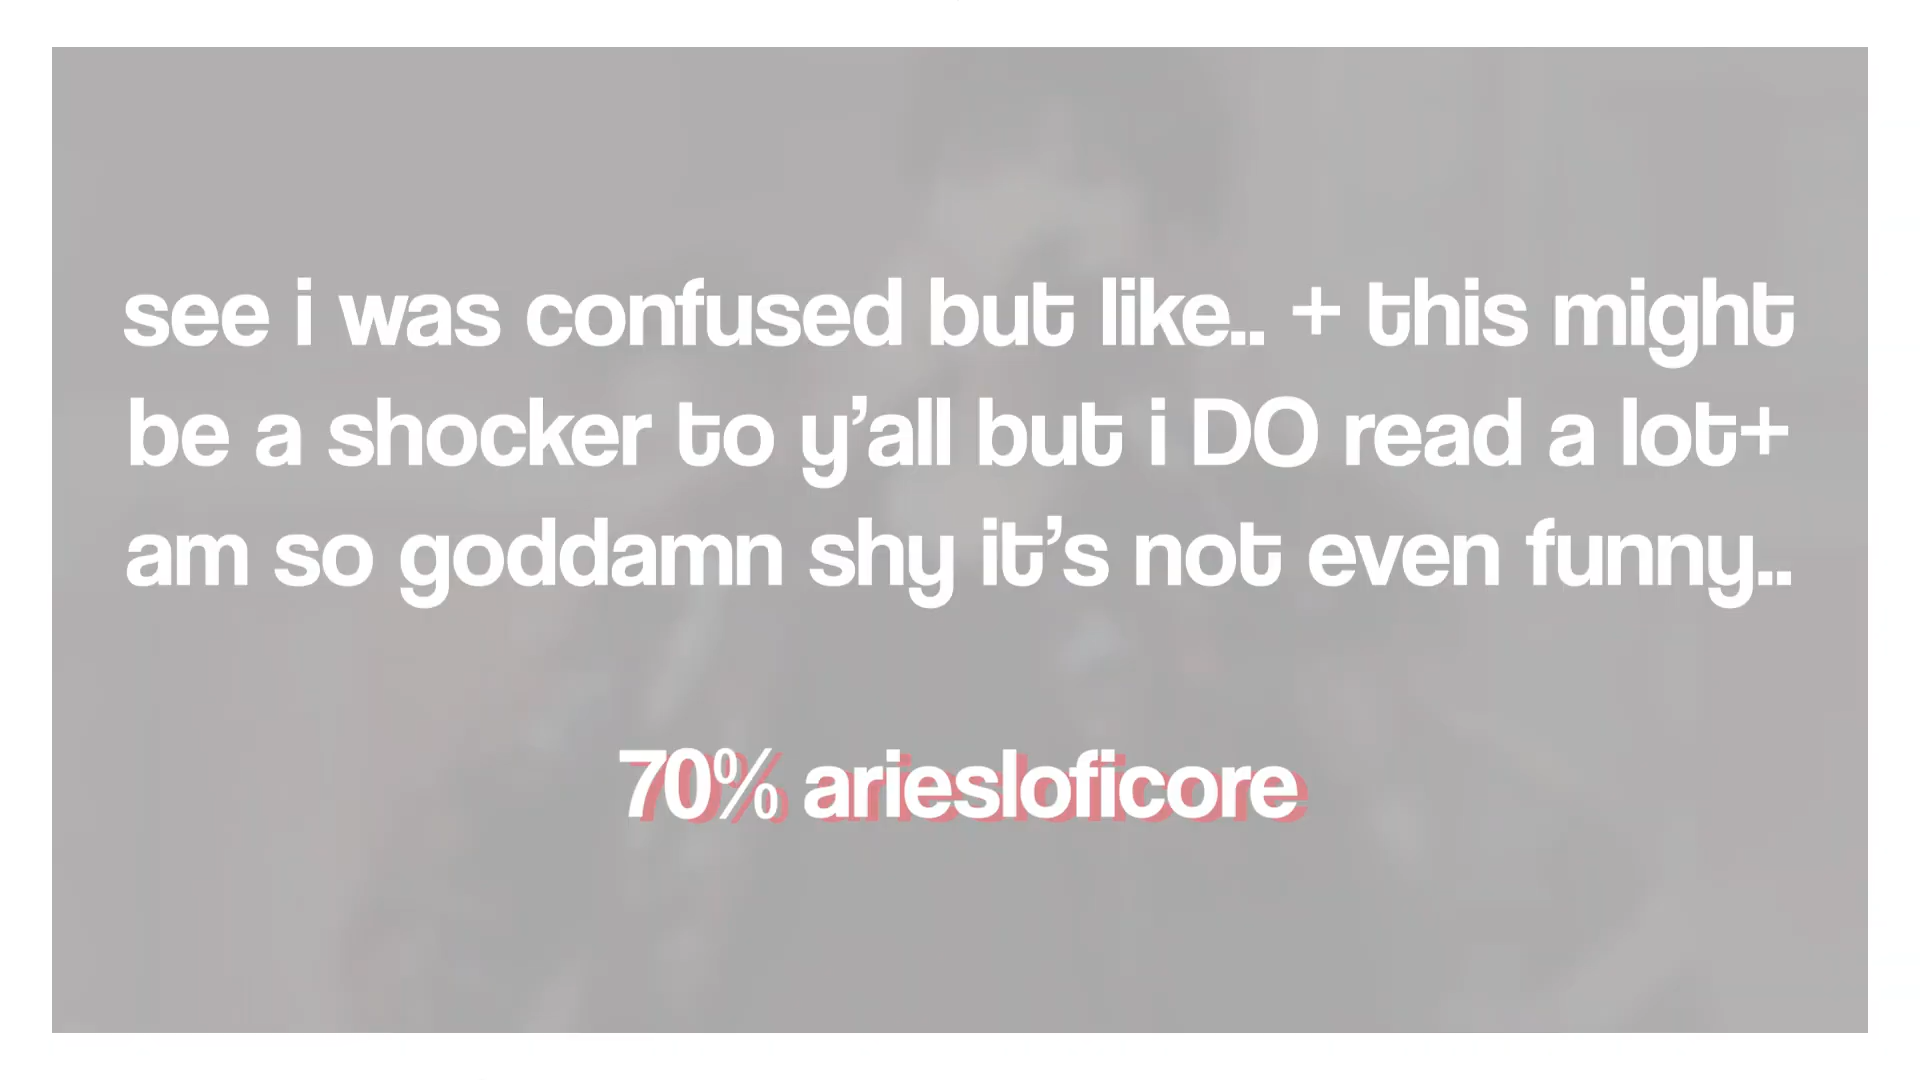 see i was confused but like.. + this might
be a shocker to y’all but i DO read a lot+
am so goddamn shy it’s not even funny..
70% ariesloficore